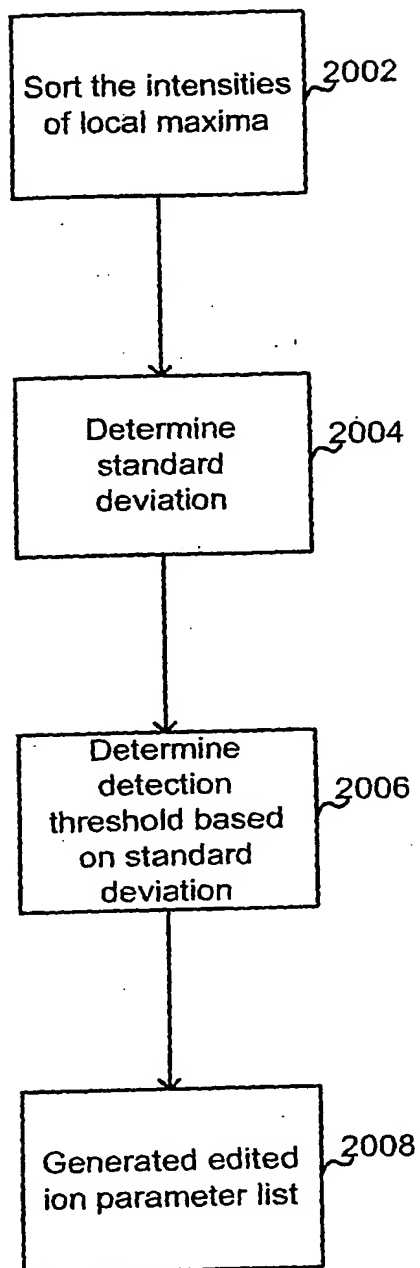 Sort the intensities
of local maxima
2002
Determine
standard
deviation
2004
Determine
detection
threshold based
on standard
deviation
2006
Generated edited
ion parameter list
2008